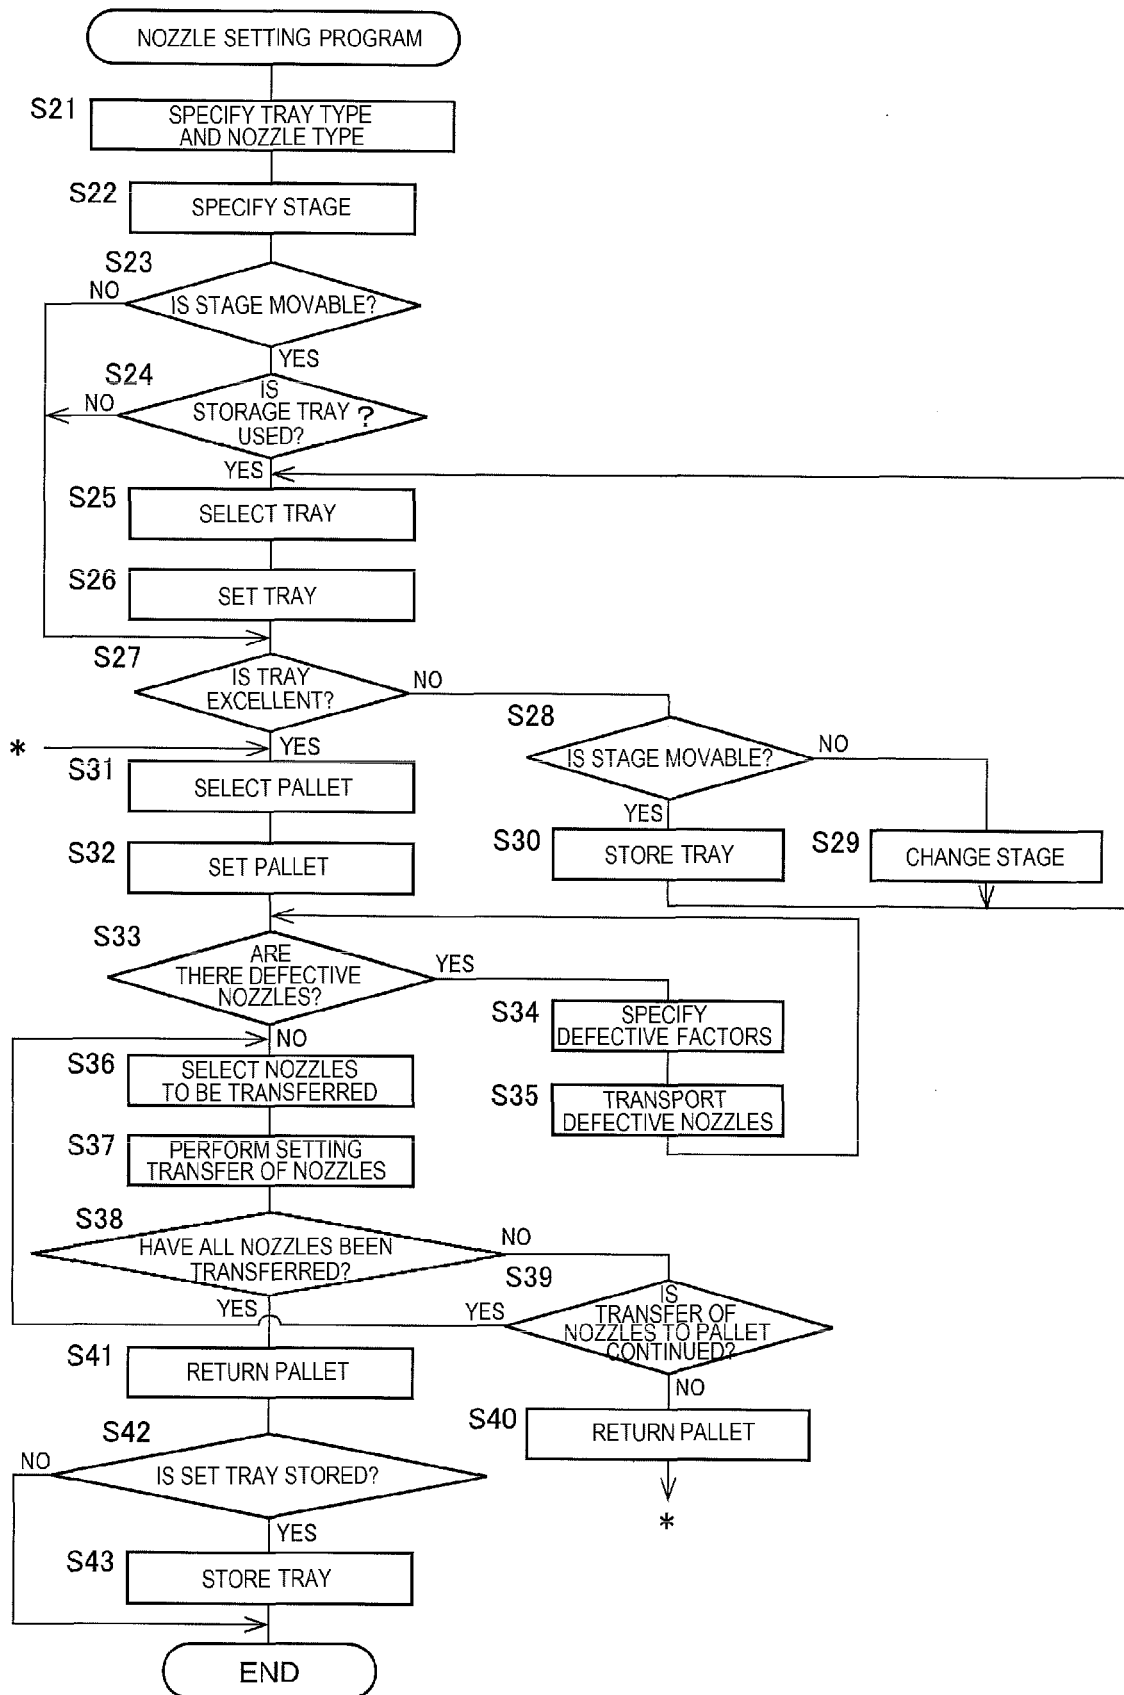 NOZZLE SETTING PROGRAM
S21
SPECIFY TRAY TYPE
AND NOZZLE TYPE
S22
SPECIFY STAGE
S23
NO
IS STAGE MOVABLE?
YES
S24
NO
IS
STORAGE TRAY ?
USED?
YES
S25
SELECT TRAY
S26
SET TRAY
S27
IS TRAY
EXCELLENT?
NO
S28
IS STAGE MOVABLE?
NO
YES
S30
STORE TRAY
S29
CHANGE STAGE
*
YES
S31
SELECT PALLET
S32
SET PALLET
S33
ARE
THERE DEFECTIVE
NOZZLES?
YES
S34
SPECIFY
DEFECTIVE FACTORS
S35
TRANSPORT
DEFECTIVE NOZZLES
NO
S36
SELECT NOZZLES
TO BE TRANSFERRED
S37
PERFORM SETTING
TRANSFER OF NOZZLES
S38
HAVE ALL NOZZLES BEEN
TRANSFERRED?
NO
S39
YES
IS
TRANSFER OF
NOZZLES TO PALLET
CONTINUED?
NO
S40
RETURN PALLET
*
YES
S41
RETURN PALLET
S42
NO
IS SET TRAY STORED?
YES
S43
STORE TRAY
END